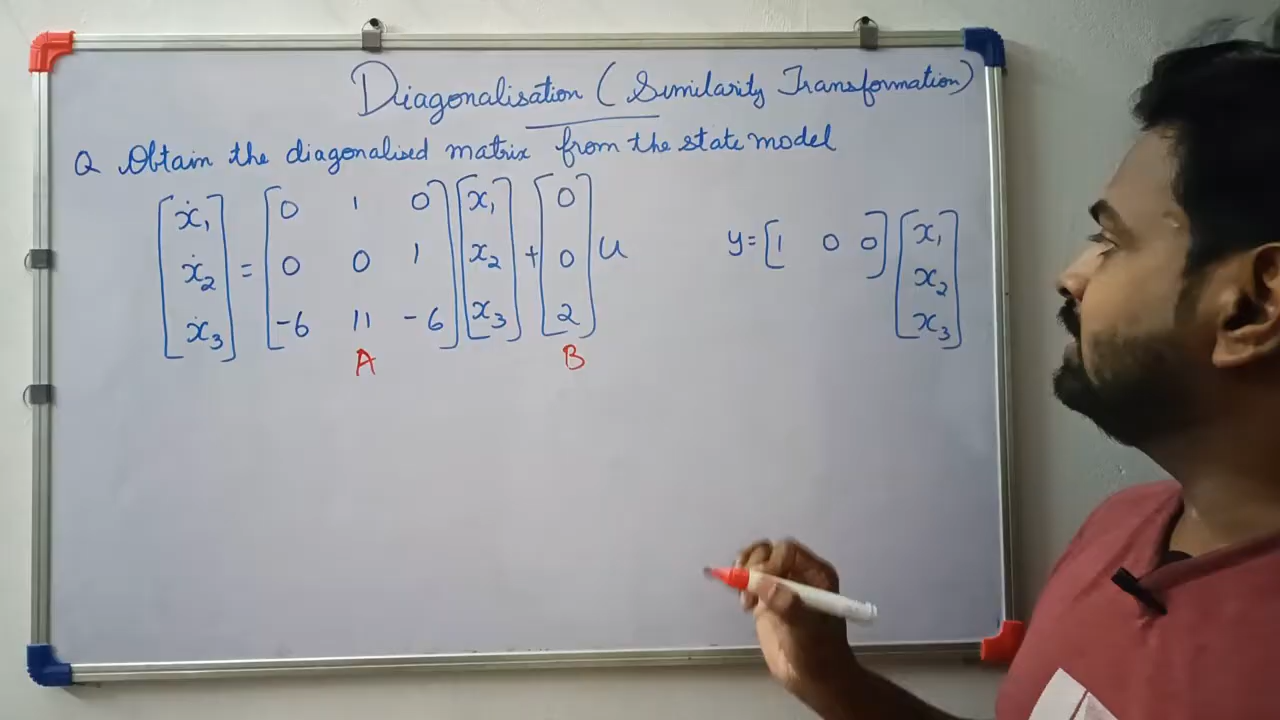 Diagonalisation (Similarity Transformation)
Q Obtain the diagonalised matrix from the state model
[ẋ₁ ẋ₂ ẋ₃] = [0 1 0; 0 0 1; -6 11 -6] [x₁ x₂ x₃] + [0 0 2] u
y = [1 0 0] [x₁ x₂ x₃]
A B